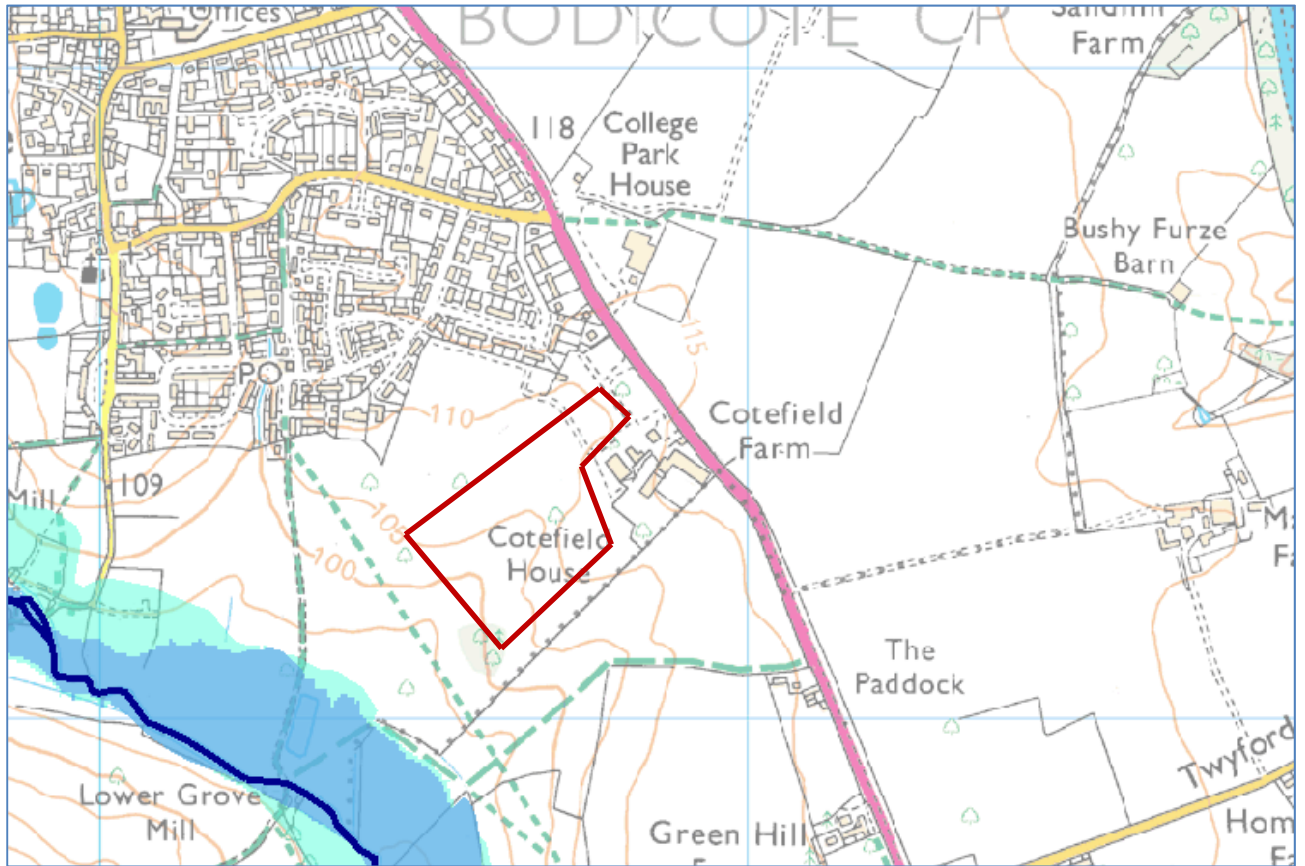 Offices
BODICOTE CP
Farm
118
College
Park
House
P
Bushy Furze
Barn
115
110
Cotefield
Farm
109
Mill
105
100
Cotefield
House
The
Paddock
Twyford
Lower Grove
Mill
Green Hill